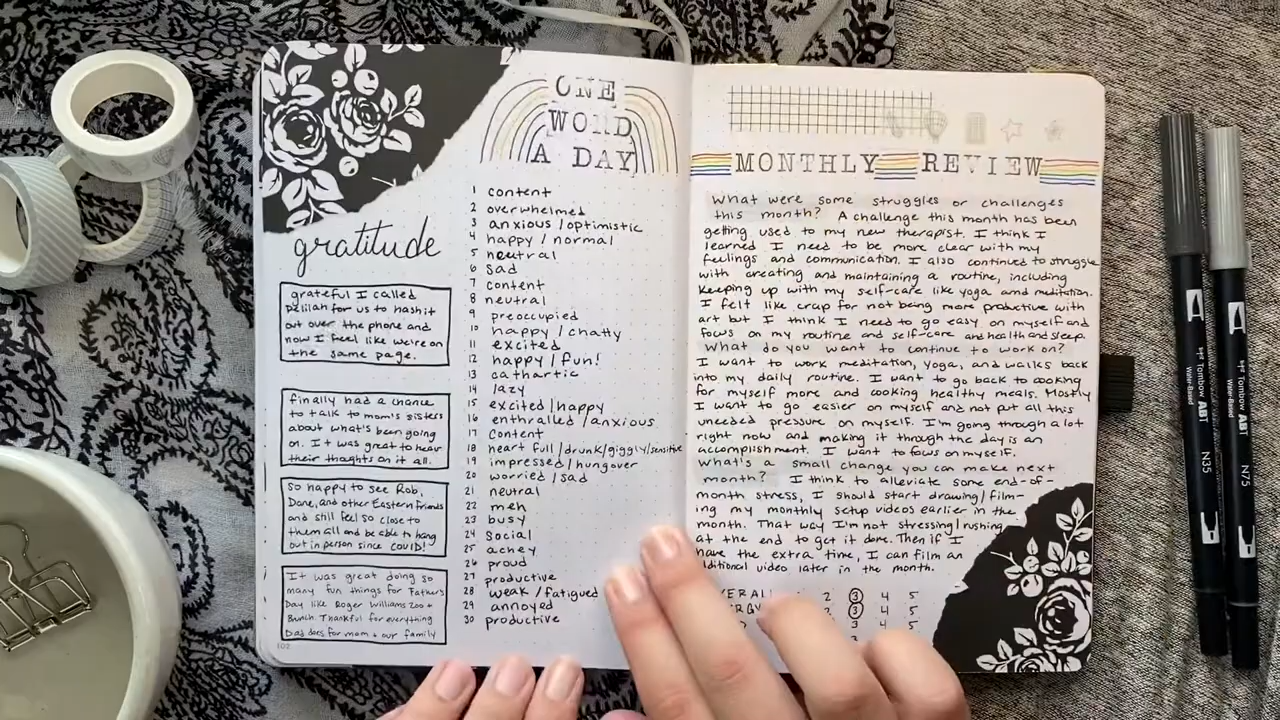 gratitude
grateful I called
Delilah for us to hash it
out over the phone and
now I feel like we're on
the same page.
finally had a chance
to talk to mom's sisters
about what's been going
on. It was great to hear
their thoghts on it all.
So happy to see Rob,
Dane, and other Eastern friends
and still feel so close to
them all and be able to hang
out in person since COVID!
It was great doing so
many fun things for Father's
Day like Roger Williams Zoo +
Brunch. Thankful for everything
Dad does for mom + our family
102
ONE
WORD
A DAY
1 content
2 overwhelmed
3 anxious / optimistic
4 happy / normal
5 neutral
6 sad
7 content
8 neutral
9 preoccupied
10 happy / chatty
11 excited
12 happy / fun!
13 cathartic
14 lazy
15 excited / happy
16 enthralled / anxious
17 Content
18 heart full / drunk / giggly / sensitive
19 impressed / hungover
20 worried / sad
21 neutral
22 meh
23 busy
24 Social
25 achey
26 proud
27 productive
28 weak / fatigued
29 annoyed
30 productive
MONTHLY REVIEW
What were some struggles or challenges
this month? A challenge this month has been
getting used to my new therapist. I think I
learned I need to be more clear with my
feelings and communication. I also continued to struggle
with creating and maintaining a routine, including
keeping up with my self-care like yoga and meditation.
I felt like crap for not being more productive with
art but I think I need to go easy on myself and
focus on my routine and self-care and health and sleep.
What do you want to continue to work on?
I want to work meditation, yoga, and walks back
into my daily routine. I want to go back to cooking
for myself more and cooking healthy meals. Mostly
I want to go easier on myself and not put all this
uneeded pressure on myself. I'm going through a lot
right now and making it through the day is an
accomplishment. I want to focus on myself.
What's a small change you can make next
month? I think to alleviate some end-of-
month stress, I should start drawing/film-
ing my monthly setup videos earlier in the
month. That way I'm not stressing/rushing
at the end to get it done. Then if I
have the extra time, I can film an
additional video later in the month.
2 3 4 5
2 3 4 5
3 4 5
3
Tombow ABT
Water-Based
N35
Tombow ABT
Water-Based
N75